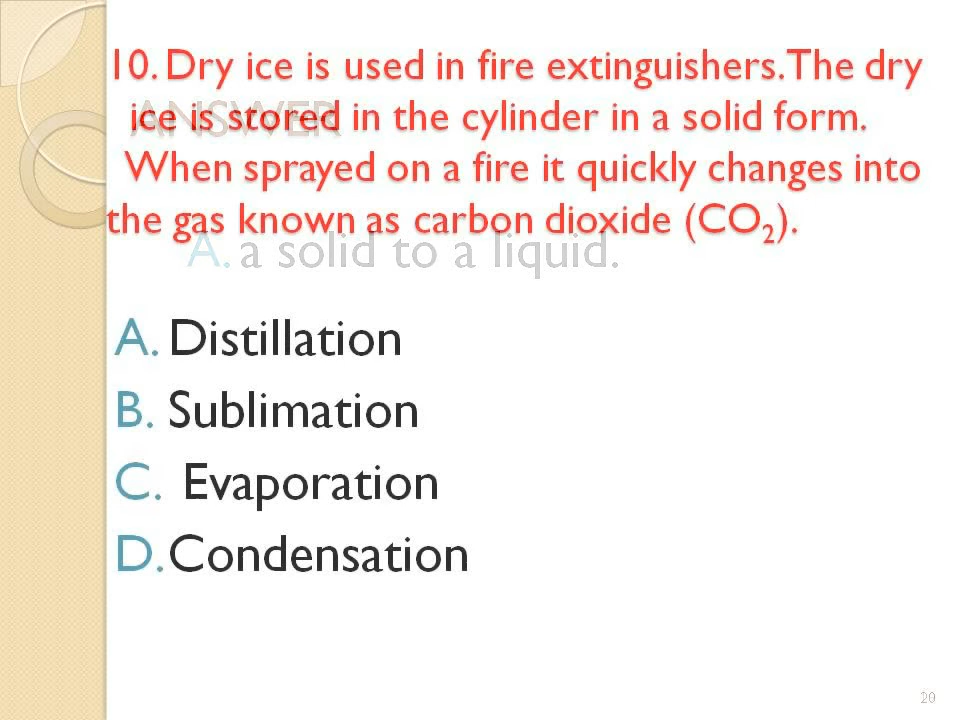 10. Dry ice is used in fire extinguishers. The dry
ice is stored in the cylinder in a solid form.
When sprayed on a fire it quickly changes into
the gas known as carbon dioxide (CO₂).
ANSWER
A. a solid to a liquid.
A. Distillation
B. Sublimation
C. Evaporation
D. Condensation
20